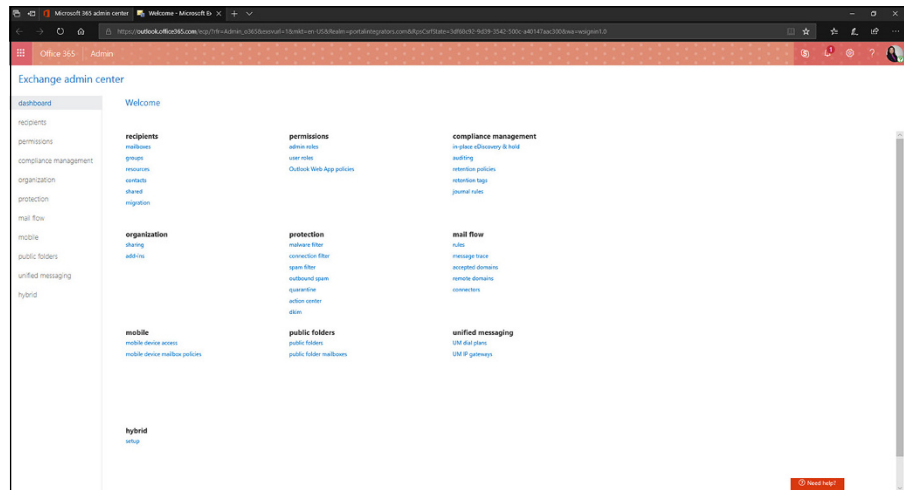 Microsoft 365 admin center
Welcome - Microsoft Ex
Office 365
Admin
1
?
Exchange admin center
dashboard
recipients
permissions
compliance management
organization
protection
mail flow
mobile
public folders
unified messaging
hybrid
Welcome
recipients
mailboxes
groups
resources
contacts
shared
migration
permissions
admin roles
user roles
Outlook Web App policies
compliance management
in-place eDiscovery & hold
auditing
retention policies
retention tags
journal rules
organization
sharing
add-ins
protection
malware filter
connection filter
spam filter
outbound spam
quarantine
action center
dkim
mail flow
rules
message trace
accepted domains
remote domains
connectors
mobile
mobile device access
mobile device mailbox policies
public folders
public folders
public folder mailboxes
unified messaging
UM dial plans
UM IP gateways
hybrid
setup
Need help?